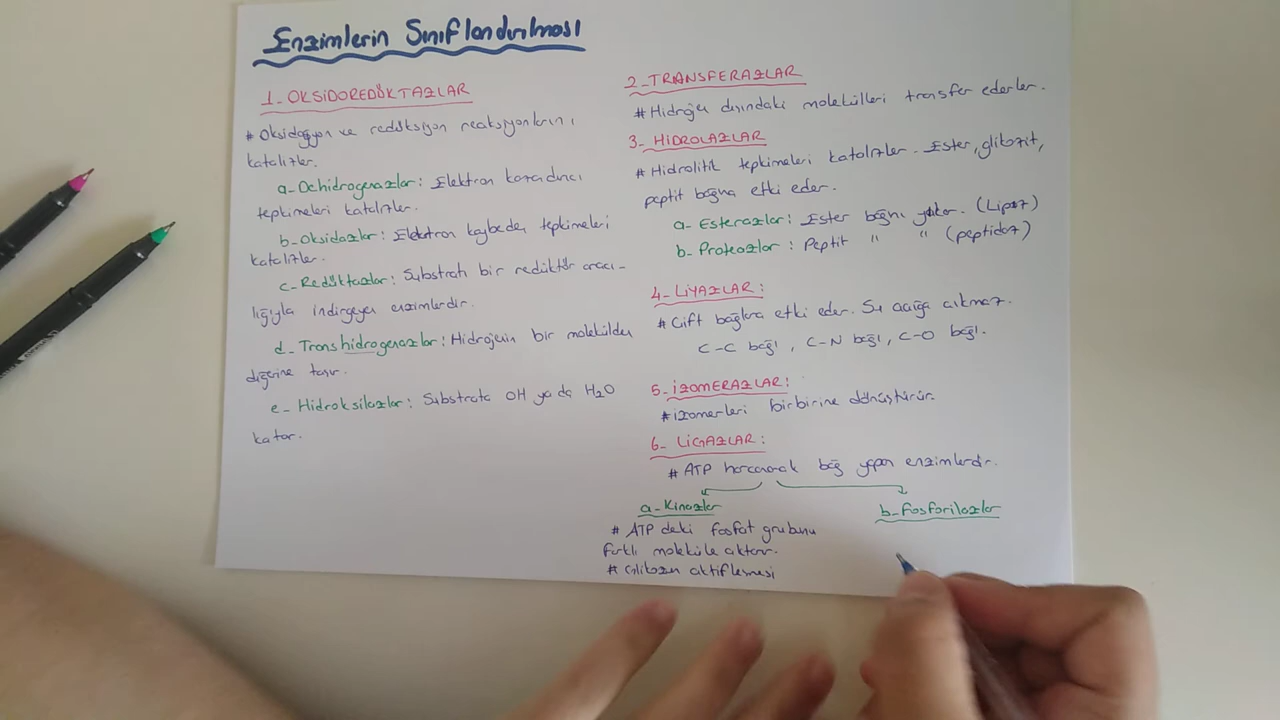 Enzimlerin Sınıflandırılması
1_ OKSİDOREDÜKTAZLAR
# Oksidasyon ve redüksiyon reaksiyonlarını
katalizler.
a- Dehidrogenazlar: Elektron kazandırıcı
tepkimeleri katalizler.
b- Oksidazlar: Elektron kaybeden tepkimeleri
katalizler.
c- Redüktazlar: Substratı bir redüktör aracı-
lığıyla indirgeyen enzimlerdir.
d- Transhidrogenazlar: Hidrojenin bir molekülden
diğerine taşır.
e- Hidroksilazlar: Substrata OH ya da H2O
katar.
2_TRANSFERAZLAR
# Hidrojen dışındaki molekülleri transfer ederler.
3- HİDROLAZLAR
# Hidrolitik tepkimeleri katalizler. Ester, glikozit,
peptit bağına etki eder.
a- Esterazlar: Ester bağını yıkar. (Lipaz)
b- Proteazlar: Peptit " " (peptidaz)
4- LİYAZLAR:
# Çift bağlara etki eder. Su açığa çıkmaz.
C-C bağı, C-N bağı, C-O bağı.
5- İZOMERAZLAR:
# izomerleri birbirine dönüştürür.
6- LİGAZLAR:
# ATP harcanarak bağ yapan enzimlerdir.
a- Kinazlar
# ATP deki fosfat grubunu
farklı moleküle aktarır.
# Glikozun aktifleşmesi
b- Fosforilazlar